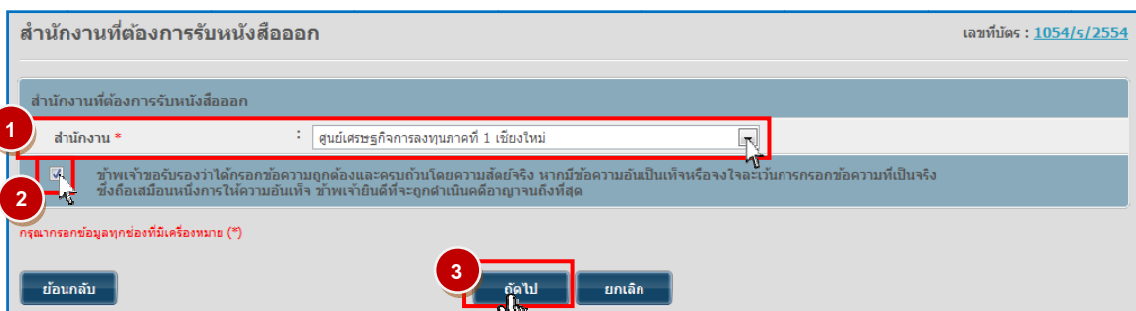 สำนักงานที่ต้องการรับหนังสือออก เลขที่บัตร : 1054/ร/2554
สำนักงานที่ต้องการรับหนังสือออก
1
สำนักงาน * : ศูนย์เศรษฐกิจการลงทุนภาคที่ 1 เชียงใหม่
2
ข้าพเจ้าขอรับรองว่าได้กรอกข้อความถูกต้องและครบถ้วนโดยความสัตย์จริง หากมีข้อความอันเป็นเท็จหรือจงใจละเว้นการกรอกข้อความที่เป็นจริง
ซึ่งถือเสมือนหนึ่งการให้ความอันเท็จ ข้าพเจ้ายินดีที่จะถูกดำเนินคดีอาญาจนถึงที่สุด
กรุณากรอกข้อมูลทุกช่องที่มีเครื่องหมาย (*)
3
ย้อนกลับ ถัดไป ยกเลิก